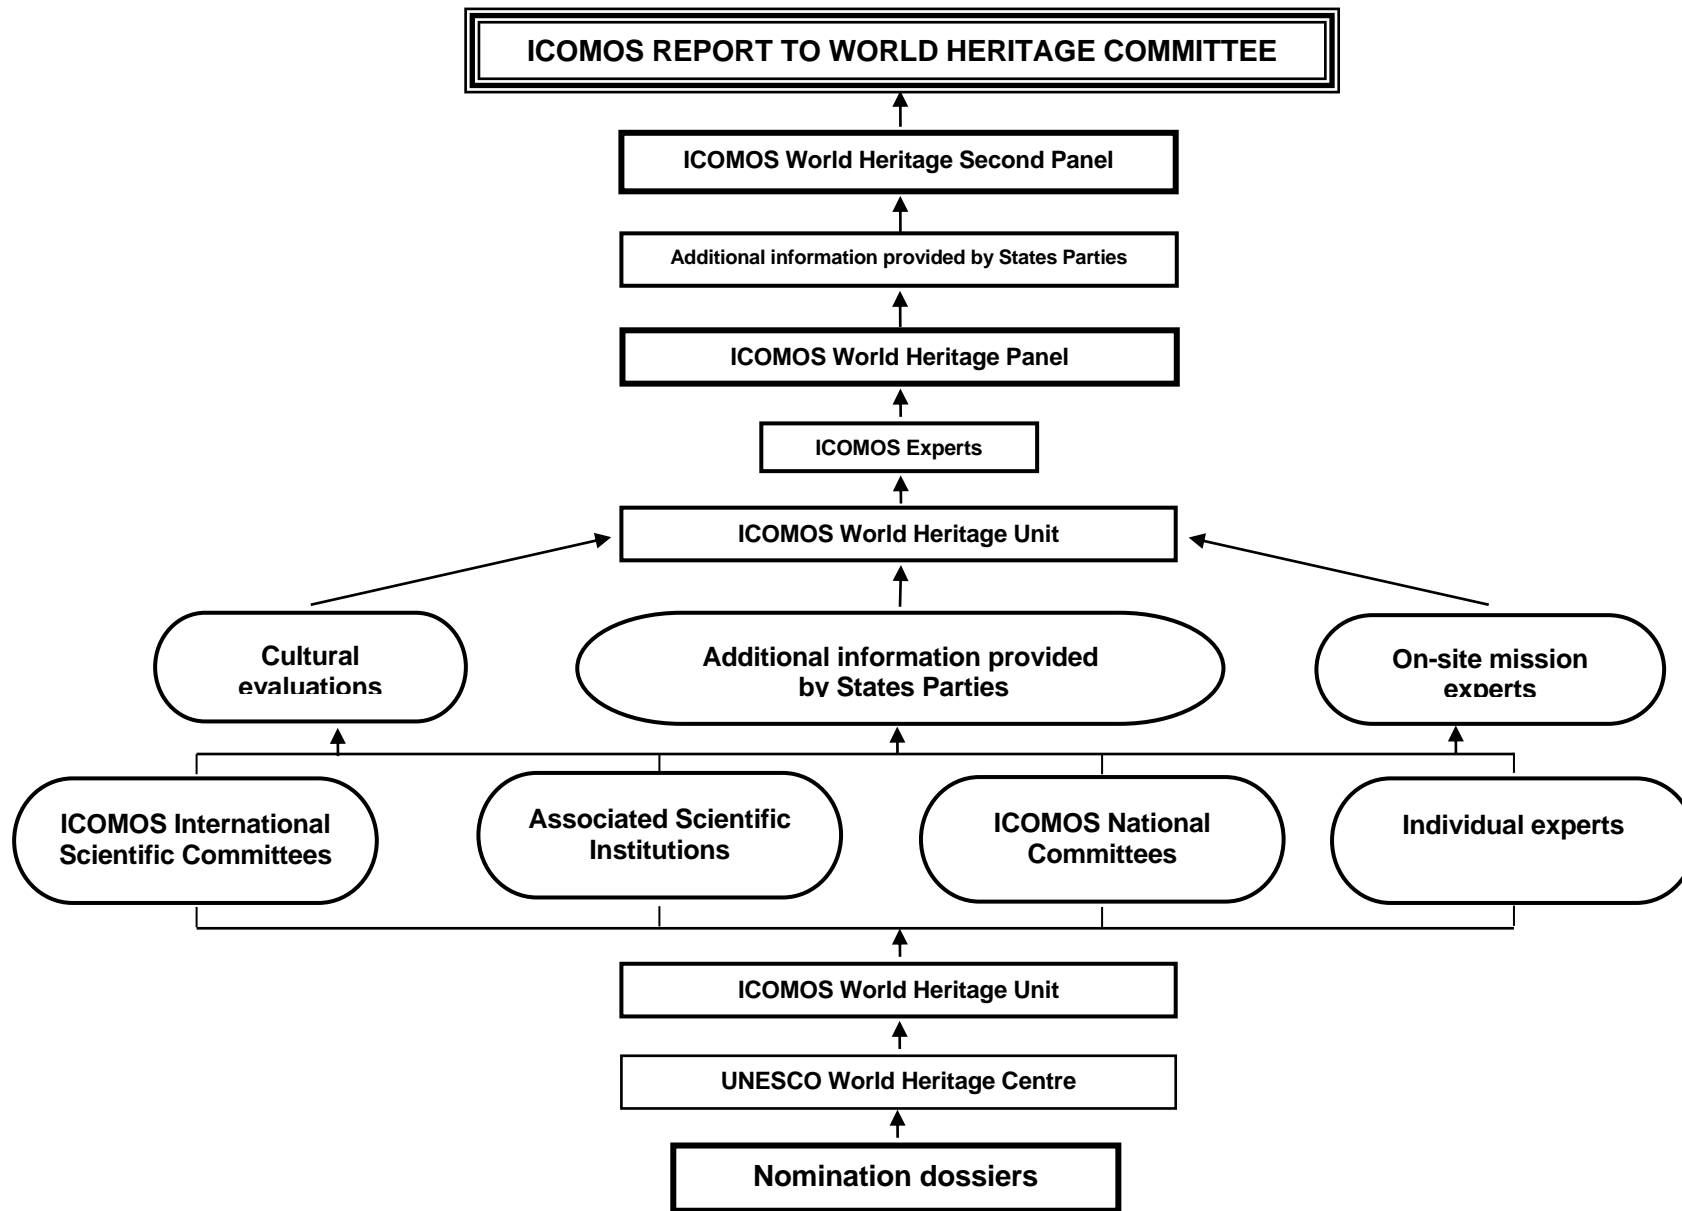 ICOMOS REPORT TO WORLD HERITAGE COMMITTEE
ICOMOS World Heritage Second Panel
Additional information provided by States Parties
ICOMOS World Heritage Panel
ICOMOS Experts
ICOMOS World Heritage Unit
Cultural
evaluations
Additional information provided
by States Parties
On-site mission
experts
ICOMOS International
Scientific Committees
Associated Scientific
Institutions
ICOMOS National
Committees
Individual experts
ICOMOS World Heritage Unit
UNESCO World Heritage Centre
Nomination dossiers